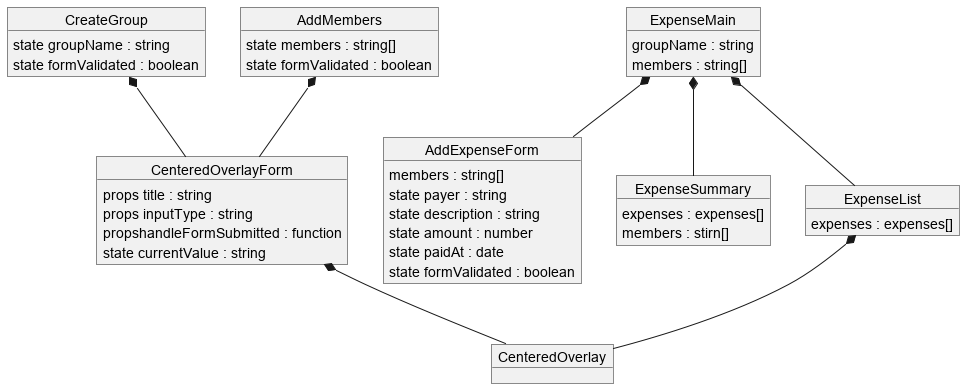 CreateGroup
state groupName : string
state formValidated : boolean
AddMembers
state members : string[]
state formValidated : boolean
ExpenseMain
groupName : string
members : string[]
CenteredOverlayForm
props title : string
props inputType : string
propshandleFormSubmitted : function
state currentValue : string
AddExpenseForm
members : string[]
state payer : string
state description : string
state amount : number
state paidAt : date
state formValidated : boolean
ExpenseSummary
expenses : expenses[]
members : stirn[]
ExpenseList
expenses : expenses[]
CenteredOverlay